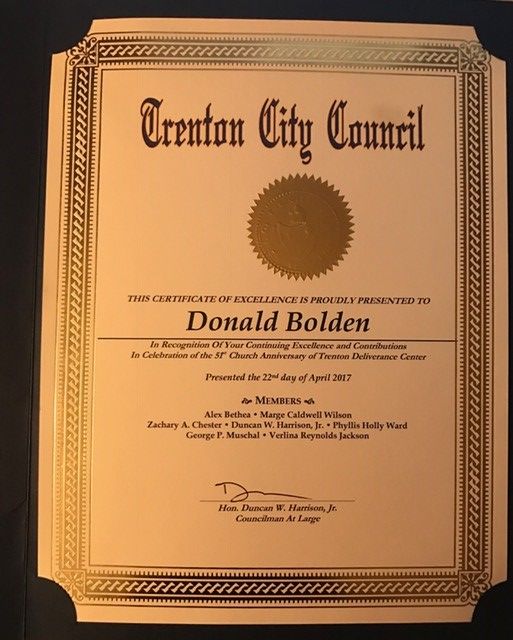 Trenton City Council
THIS CERTIFICATE OF EXCELLENCE IS PROUDLY PRESENTED TO
Donald Bolden
In Recognition Of Your Continuing Excellence and Contributions
In Celebration of the 51st Church Anniversary of Trenton Deliverance Center
Presented the 22nd day of April 2017
MEMBERS
Alex Bethea • Marge Caldwell Wilson
Zachary A. Chester • Duncan W. Harrison, Jr. • Phyllis Holly Ward
George P. Muschal • Verlina Reynolds Jackson
Hon. Duncan W. Harrison, Jr.
Councilman At Large